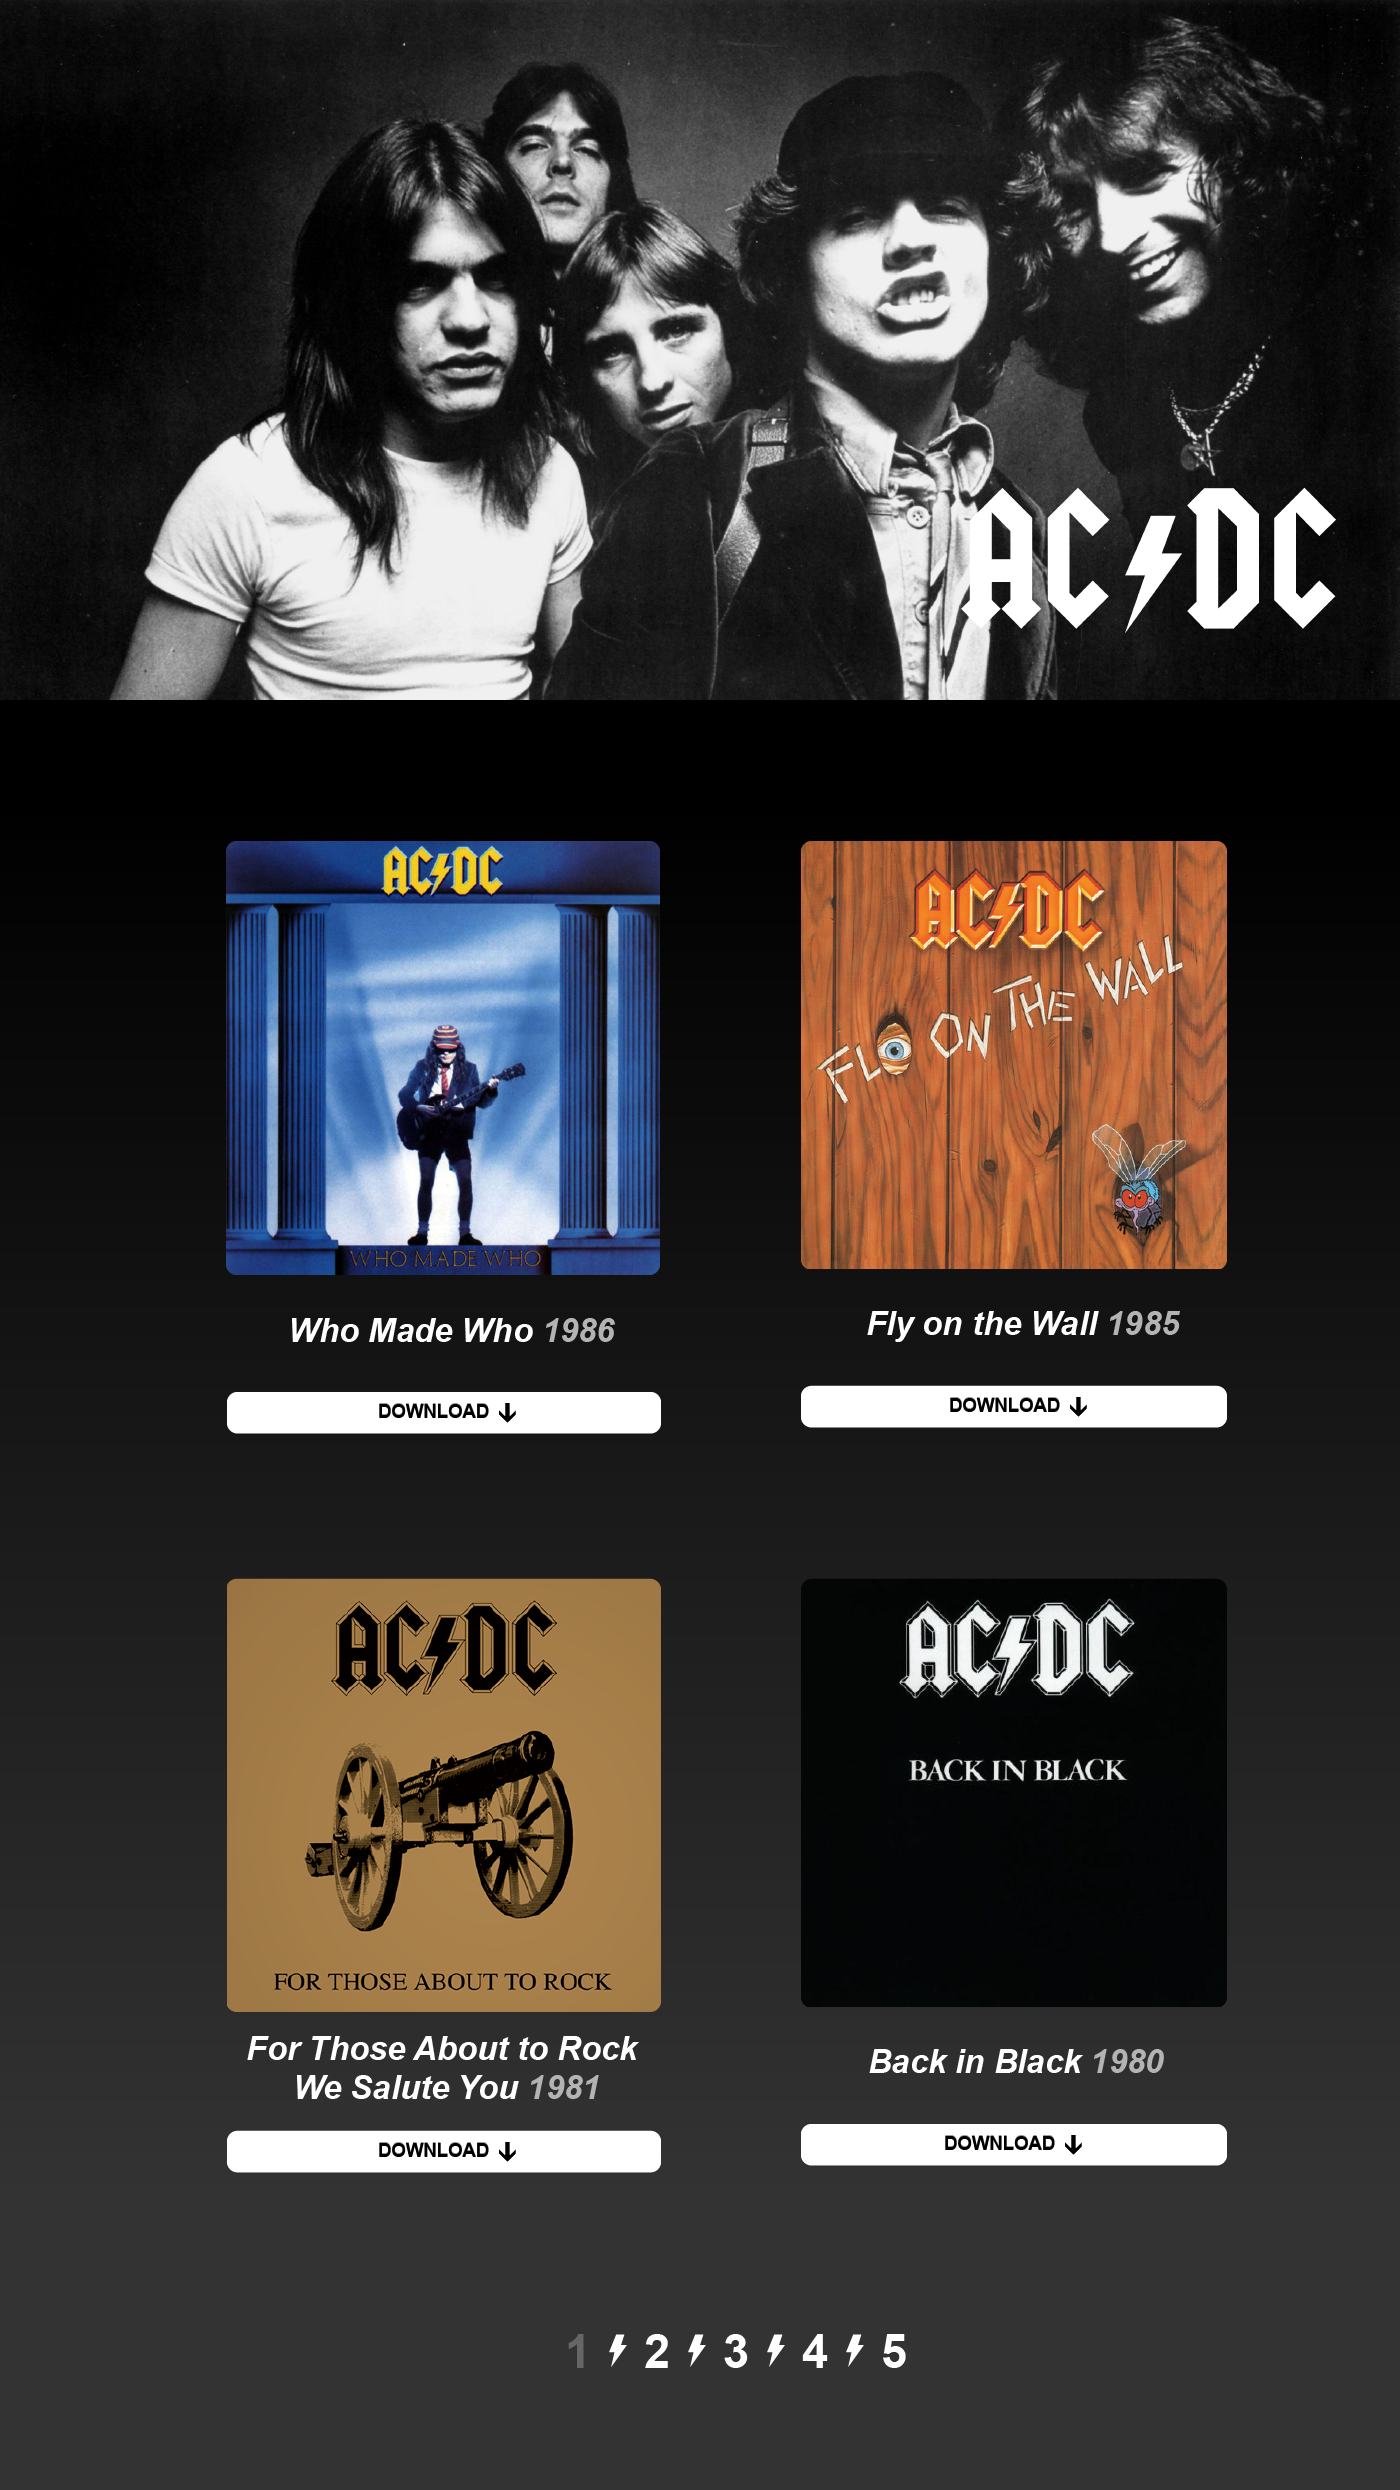 AC DC
AC DC
WHO MADE WHO
AC DC
FLY ON THE WALL
Who Made Who 1986
Fly on the Wall 1985
DOWNLOAD
DOWNLOAD
AC DC
FOR THOSE ABOUT TO ROCK
AC DC
BACK IN BLACK
For Those About to Rock
We Salute You 1981
Back in Black 1980
DOWNLOAD
DOWNLOAD
1 2 3 4 5